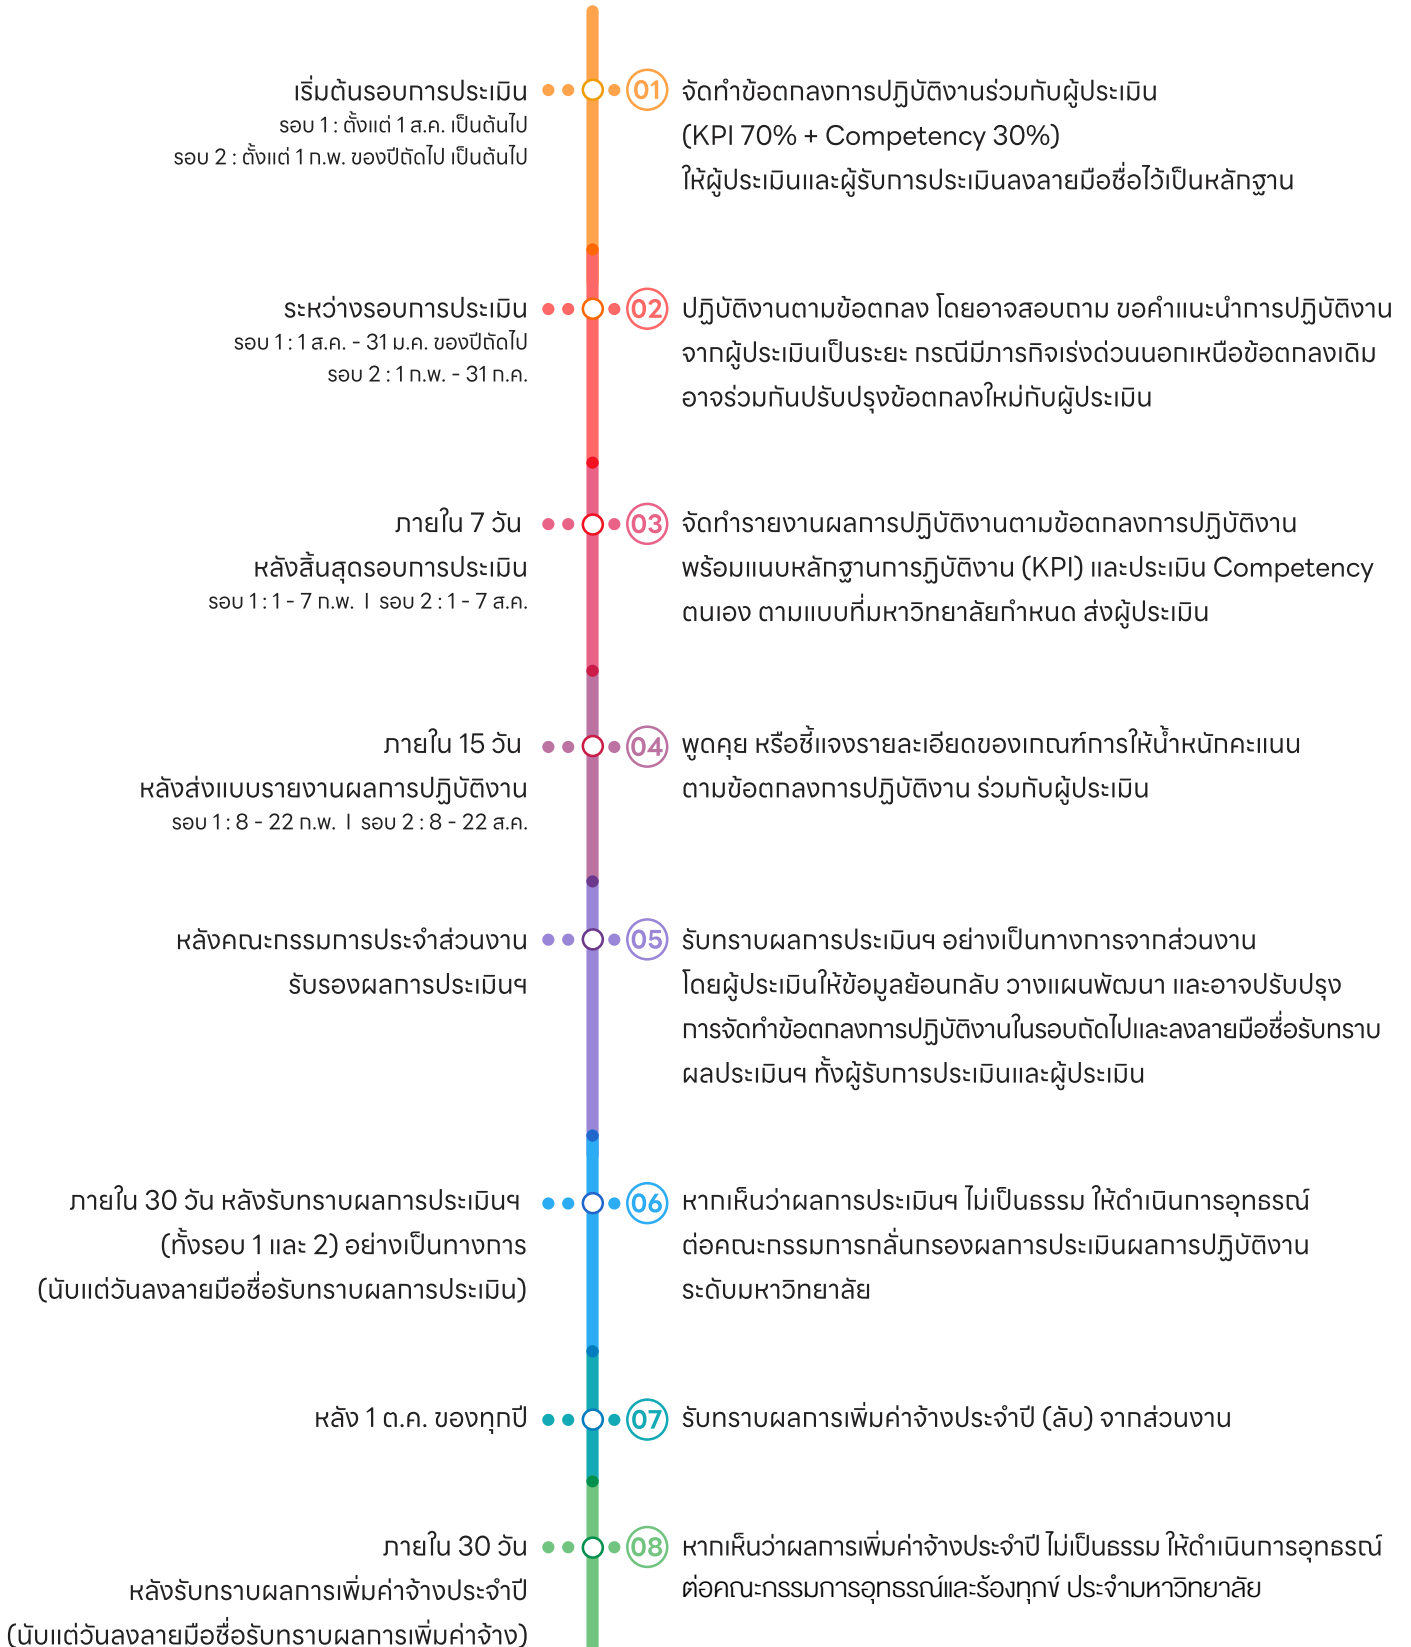 เริ่มต้นรอบการประเมิน
รอบ 1 : ตั้งแต่ 1 ส.ค. เป็นต้นไป
รอบ 2 : ตั้งแต่ 1 ก.พ. ของปีถัดไป เป็นต้นไป
01
จัดทำข้อตกลงการปฏิบัติงานร่วมกับผู้ประเมิน
(KPI 70% + Competency 30%)
ให้ผู้ประเมินและผู้รับการประเมินลงลายมือชื่อไว้เป็นหลักฐาน
ระหว่างรอบการประเมิน
รอบ 1 : 1 ส.ค. - 31 ม.ค. ของปีถัดไป
รอบ 2 : 1 ก.พ. - 31 ก.ค.
02
ปฏิบัติงานตามข้อตกลง โดยอาจสอบถาม ขอคำแนะนำการปฏิบัติงาน
จากผู้ประเมินเป็นระยะ กรณีมีภารกิจเร่งด่วนนอกเหนือข้อตกลงเดิม
อาจร่วมกันปรับปรุงข้อตกลงใหม่กับผู้ประเมิน
ภายใน 7 วัน
หลังสิ้นสุดรอบการประเมิน
รอบ 1 : 1 - 7 ก.พ. I รอบ 2 : 1 - 7 ส.ค.
03
จัดทำรายงานผลการปฏิบัติงานตามข้อตกลงการปฏิบัติงาน
พร้อมแนบหลักฐานการฏิบัติงาน (KPI) และประเมิน Competency
ตนเอง ตามแบบที่มหาวิทยาลัยกำหนด ส่งผู้ประเมิน
ภายใน 15 วัน
หลังส่งแบบรายงานผลการปฏิบัติงาน
รอบ 1 : 8 - 22 ก.พ. I รอบ 2 : 8 - 22 ส.ค.
04
พูดคุย หรือชี้แจงรายละเอียดของเกณฑ์การให้น้ำหนักคะแนน
ตามข้อตกลงการปฏิบัติงาน ร่วมกับผู้ประเมิน
หลังคณะกรรมการประจำส่วนงาน
รับรองผลการประเมินฯ
05
รับทราบผลการประเมินฯ อย่างเป็นทางการจากส่วนงาน
โดยผู้ประเมินให้ข้อมูลย้อนกลับ วางแผนพัฒนา และอาจปรับปรุง
การจัดทำข้อตกลงการปฏิบัติงานในรอบถัดไปและลงลายมือชื่อรับทราบ
ผลประเมินฯ ทั้งผู้รับการประเมินและผู้ประเมิน
ภายใน 30 วัน หลังรับทราบผลการประเมินฯ
(ทั้งรอบ 1 และ 2) อย่างเป็นทางการ
(นับแต่วันลงลายมือชื่อรับทราบผลการประเมิน)
06
หากเห็นว่าผลการประเมินฯ ไม่เป็นธรรม ให้ดำเนินการอุทธรณ์
ต่อคณะกรรมการกลั่นกรองผลการประเมินผลการปฏิบัติงาน
ระดับมหาวิทยาลัย
หลัง 1 ต.ค. ของทุกปี
07
รับทราบผลการเพิ่มค่าจ้างประจำปี (ลับ) จากส่วนงาน
ภายใน 30 วัน
หลังรับทราบผลการเพิ่มค่าจ้างประจำปี
(นับแต่วันลงลายมือชื่อรับทราบผลการเพิ่มค่าจ้าง)
08
หากเห็นว่าผลการเพิ่มค่าจ้างประจำปี ไม่เป็นธรรม ให้ดำเนินการอุทธรณ์
ต่อคณะกรรมการอุทธรณ์และร้องทุกข์ ประจำมหาวิทยาลัย